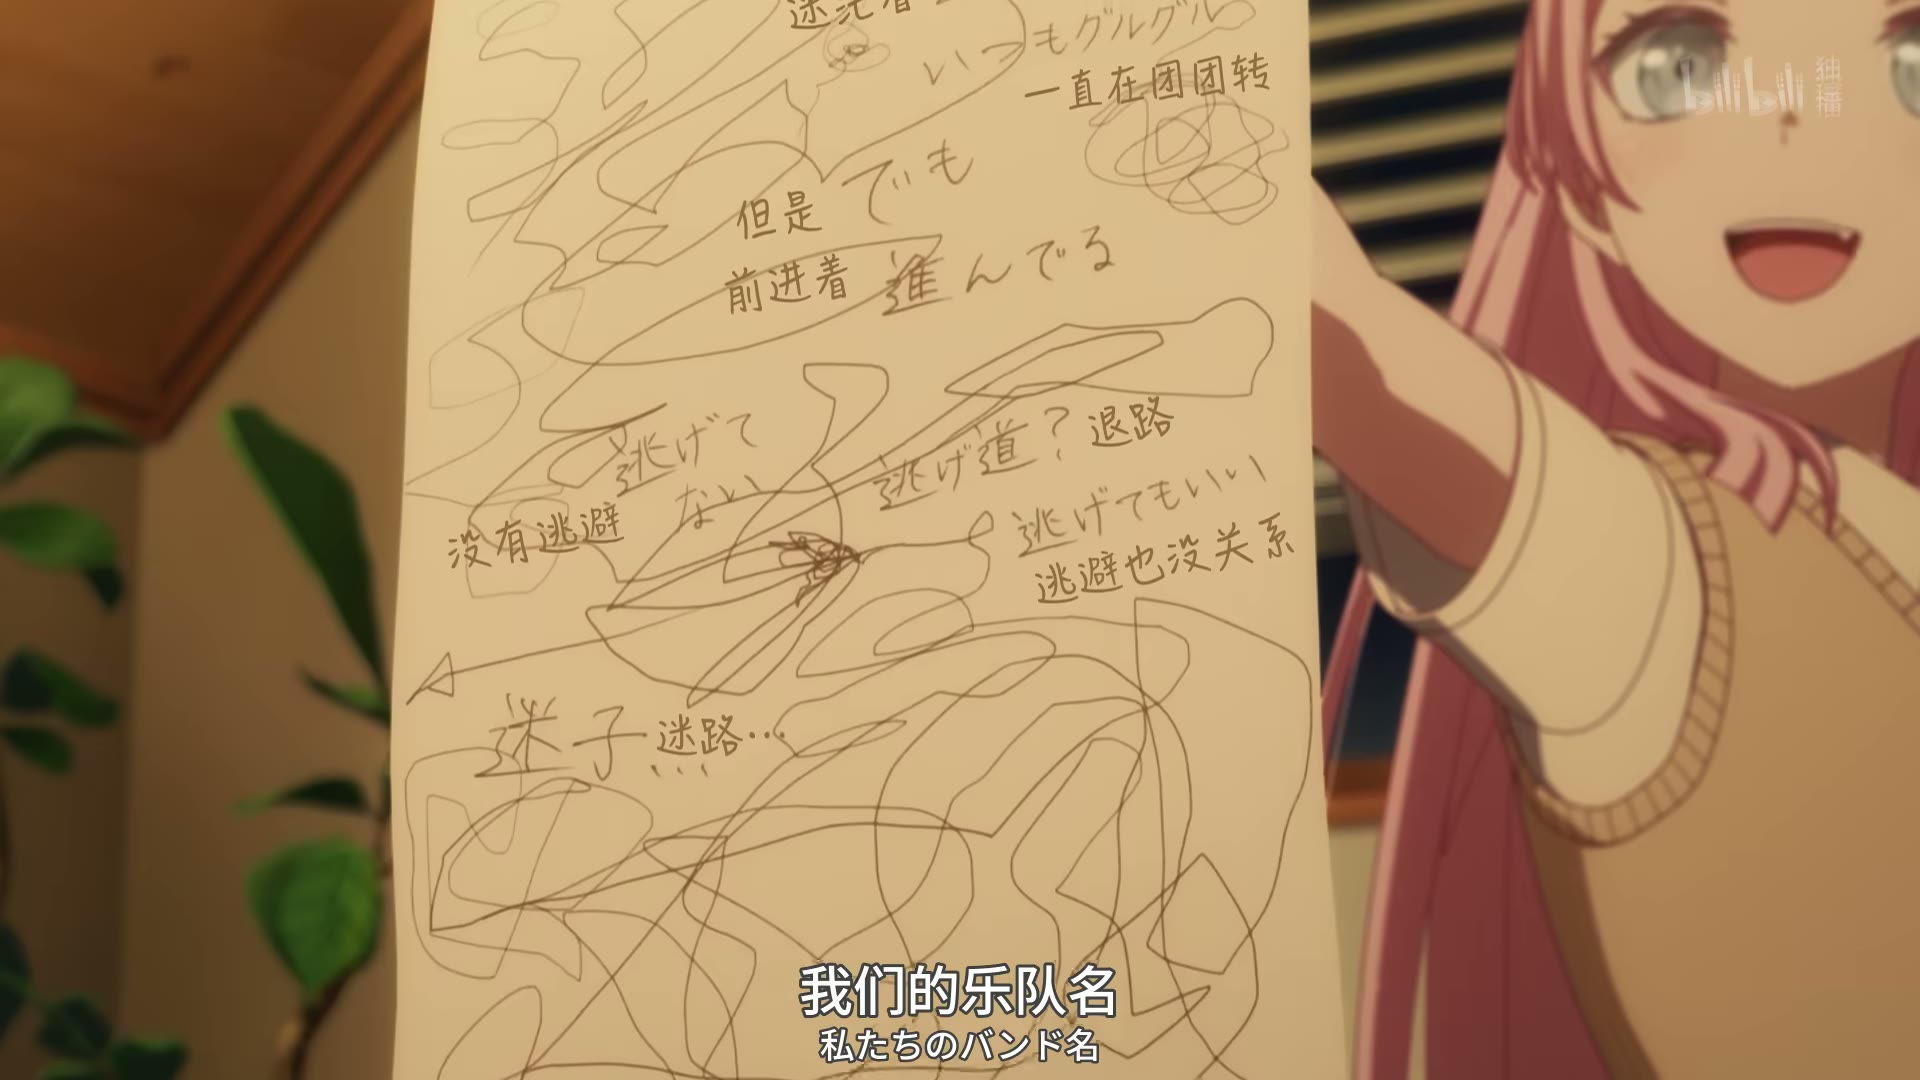 迷茫着
いつもグルグル
一直在团团转
bilibili 独播
但是 でも
前进着 進んでる
逃げて
ない
没有逃避
逃げ道？ 退路
逃げてもいい
逃避也没关系
迷子 迷路…
我们的乐队名
私たちのバンド名